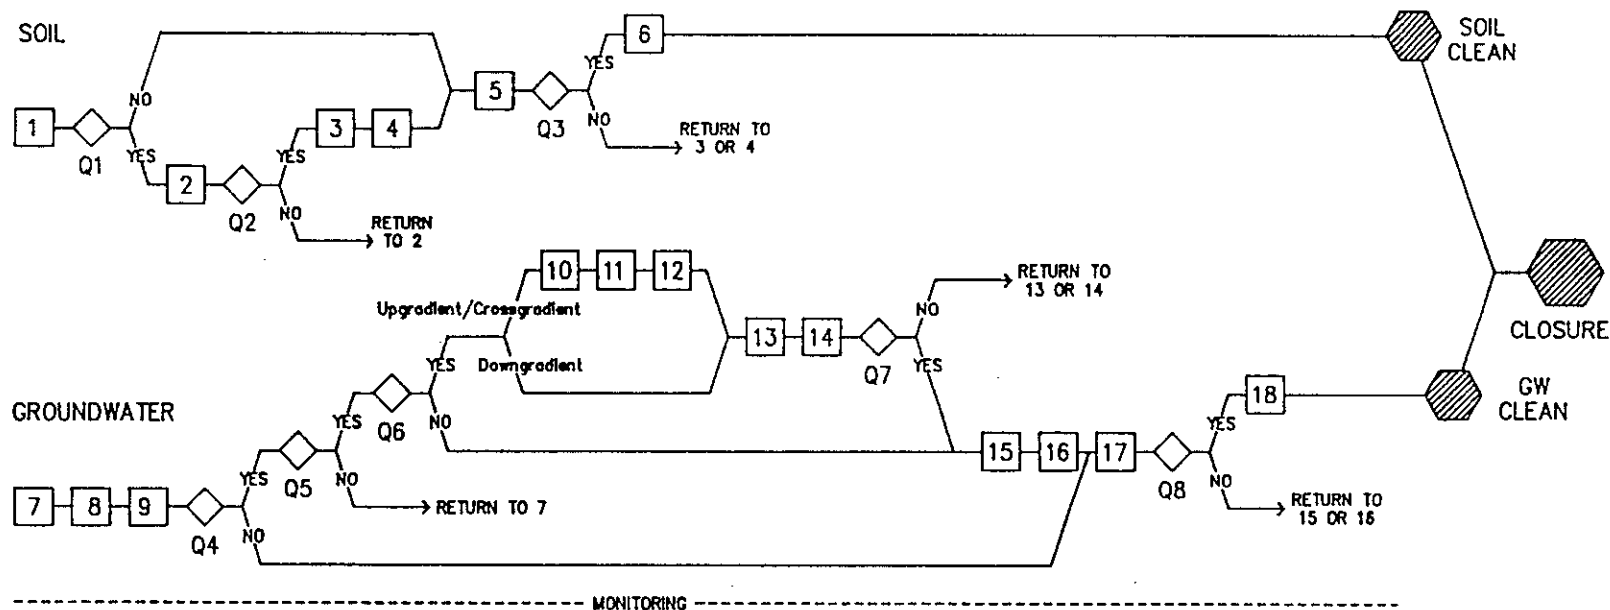 SOIL
6
SOIL
CLEAN
NO
YES
5
Q3
1
Q1
YES
3
4
NO
RETURN TO
3 OR 4
YES
2
Q2
NO
RETURN
TO 2
10
11
12
RETURN TO
13 OR 14
Upgradient/Crossgradient
NO
CLOSURE
13
14
Q7
YES
Downgradient
YES
GROUNDWATER
Q6
NO
18
GW
CLEAN
YES
YES
Q5
NO
RETURN TO 7
15
16
17
Q8
YES
NO
RETURN TO
15 OR 16
7
8
9
Q4
NO
MONITORING